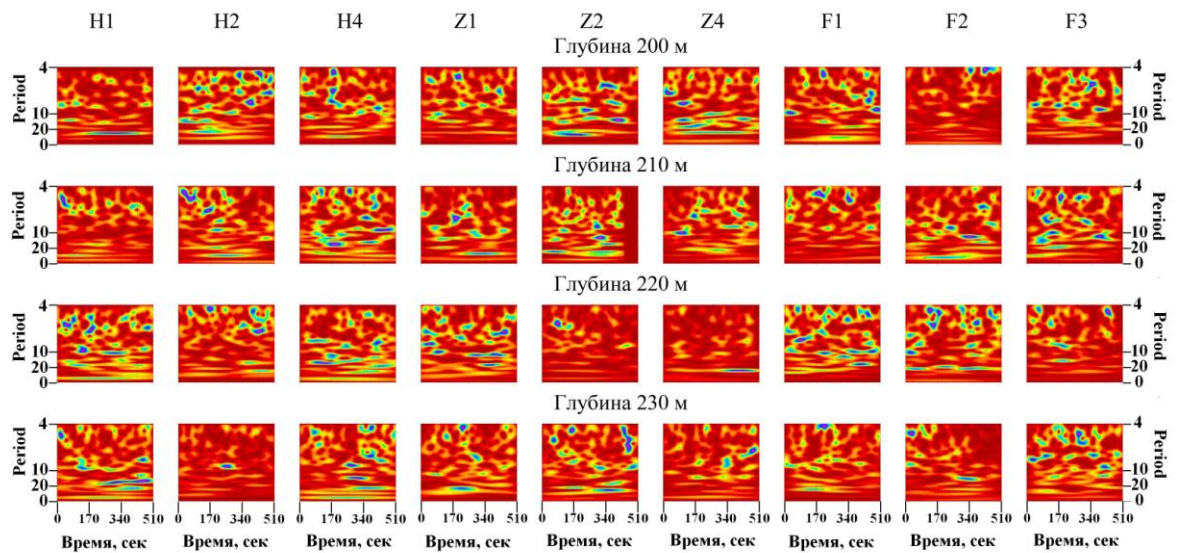 H1 H2 H4 Z1 Z2 Z4 F1 F2 F3
Глубина 200 м
Period 4 10 20 0 4 10 20 0 Period
Глубина 210 м
Period 4 10 20 0 4 10 20 0 Period
Глубина 220 м
Period 4 10 20 0 4 10 20 0 Period
Глубина 230 м
Period 4 10 20 0 4 10 20 0 Period
0 170 340 510 0 170 340 510 0 170 340 510 0 170 340 510 0 170 340 510 0 170 340 510 0 170 340 510 0 170 340 510 0 170 340 510
Время, сек Время, сек Время, сек Время, сек Время, сек Время, сек Время, сек Время, сек Время, сек